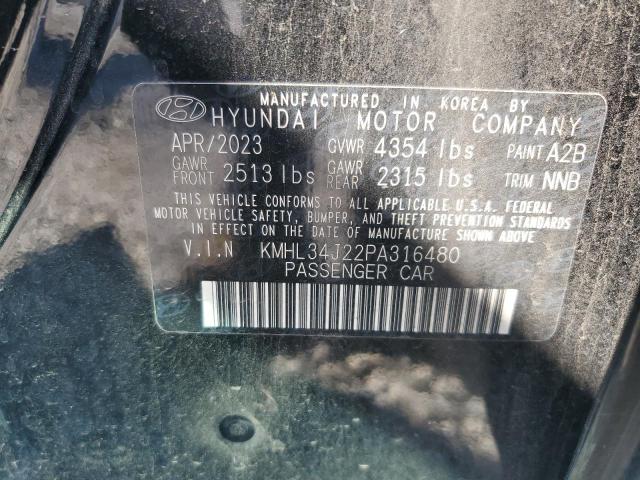 MANUFACTURED IN KOREA BY
HYUNDAI MOTOR COMPANY
APR/2023 GVWR 4354 lbs PAINT A2B
GAWR FRONT 2513 lbs GAWR REAR 2315 lbs TRIM NNB
THIS VEHICLE CONFORMS TO ALL APPLICABLE U.S.A. FEDERAL
MOTOR VEHICLE SAFETY, BUMPER, AND THEFT PREVENTION STANDARDS
IN EFFECT ON THE DATE OF MANUFACTURE SHOWN ABOVE.
V.I.N KMHL34J22PA316480
PASSENGER CAR